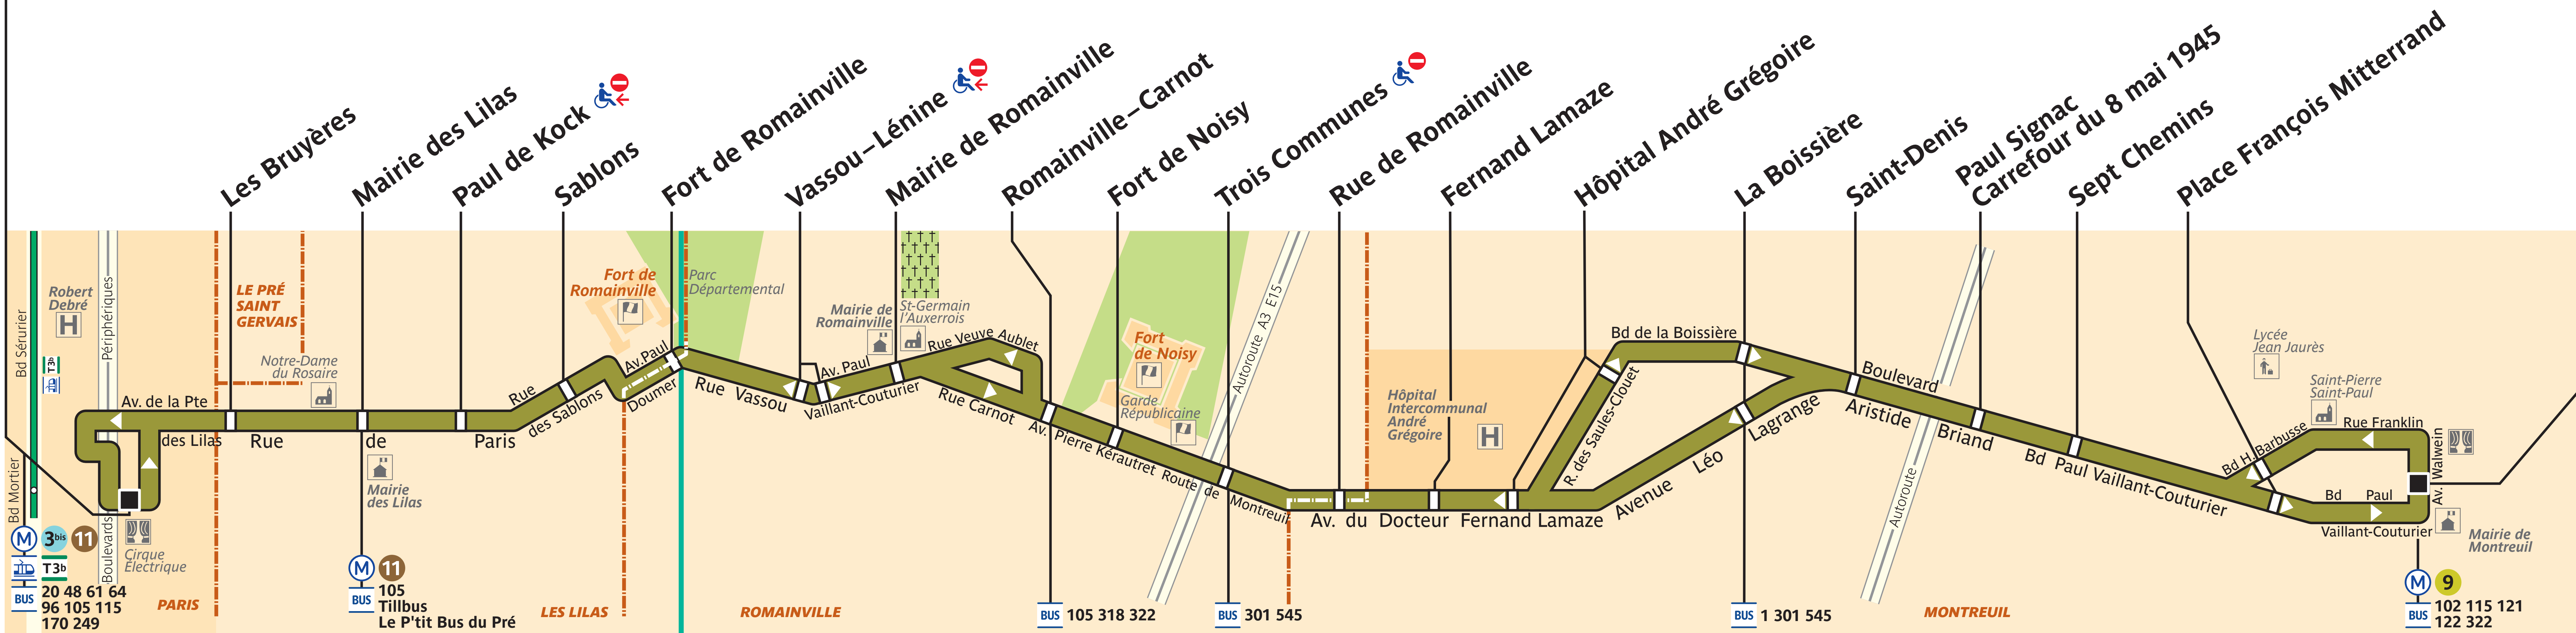 Les Bruyères
Mairie des Lilas
Paul de Kock
Sablons
Fort de Romainville
Vassou–Lénine
Mairie de Romainville
Romainville–Carnot
Fort de Noisy
Trois Communes
Rue de Romainville
Fernand Lamaze
Hôpital André Grégoire
La Boissière
Saint-Denis
Paul Signac
Carrefour du 8 mai 1945
Sept Chemins
Place François Mitterrand
Bd Sérurier
Bd Mortier
Robert
Debré
H
T3b
Périphériques
Boulevards
LE PRÉ
SAINT
GERVAIS
Notre-Dame
du Rosaire
Av. de la Pte
des Lilas
Rue de Paris
Mairie
des Lilas
Cirque
Électrique
M 3bis 11
T3b
BUS 20 48 61 64
96 105 115
170 249
PARIS
M 11
BUS 105
Tillbus
Le P'tit Bus du Pré
LES LILAS
Rue
des Sablons
Fort de
Romainville
Av. Paul
Doumer
Parc
Départemental
Rue Vassou
Mairie de
Romainville
St-Germain
l'Auxerrois
Av. Paul
Vaillant-Couturier
Rue Veuve Aublet
Rue Carnot
ROMAINVILLE
Av. Pierre Kérautret
Route de Montreuil
Fort
de Noisy
Garde
Républicaine
Autoroute A3 E15
BUS 105 318 322
BUS 301 545
Hôpital
Intercommunal
André
Grégoire
H
Av. du Docteur Fernand Lamaze
R. des Saules-Clouet
Bd de la Boissière
Avenue Léo Lagrange
BUS 1 301 545
Boulevard
Aristide Briand
Autoroute
MONTREUIL
Bd Paul Vaillant-Couturier
Bd H. Barbusse
Lycée
Jean Jaurès
Saint-Pierre
Saint-Paul
Rue Franklin
Av. Walwein
Bd Paul
Vaillant-Couturier
Mairie de
Montreuil
M 9
BUS 102 115 121
122 322